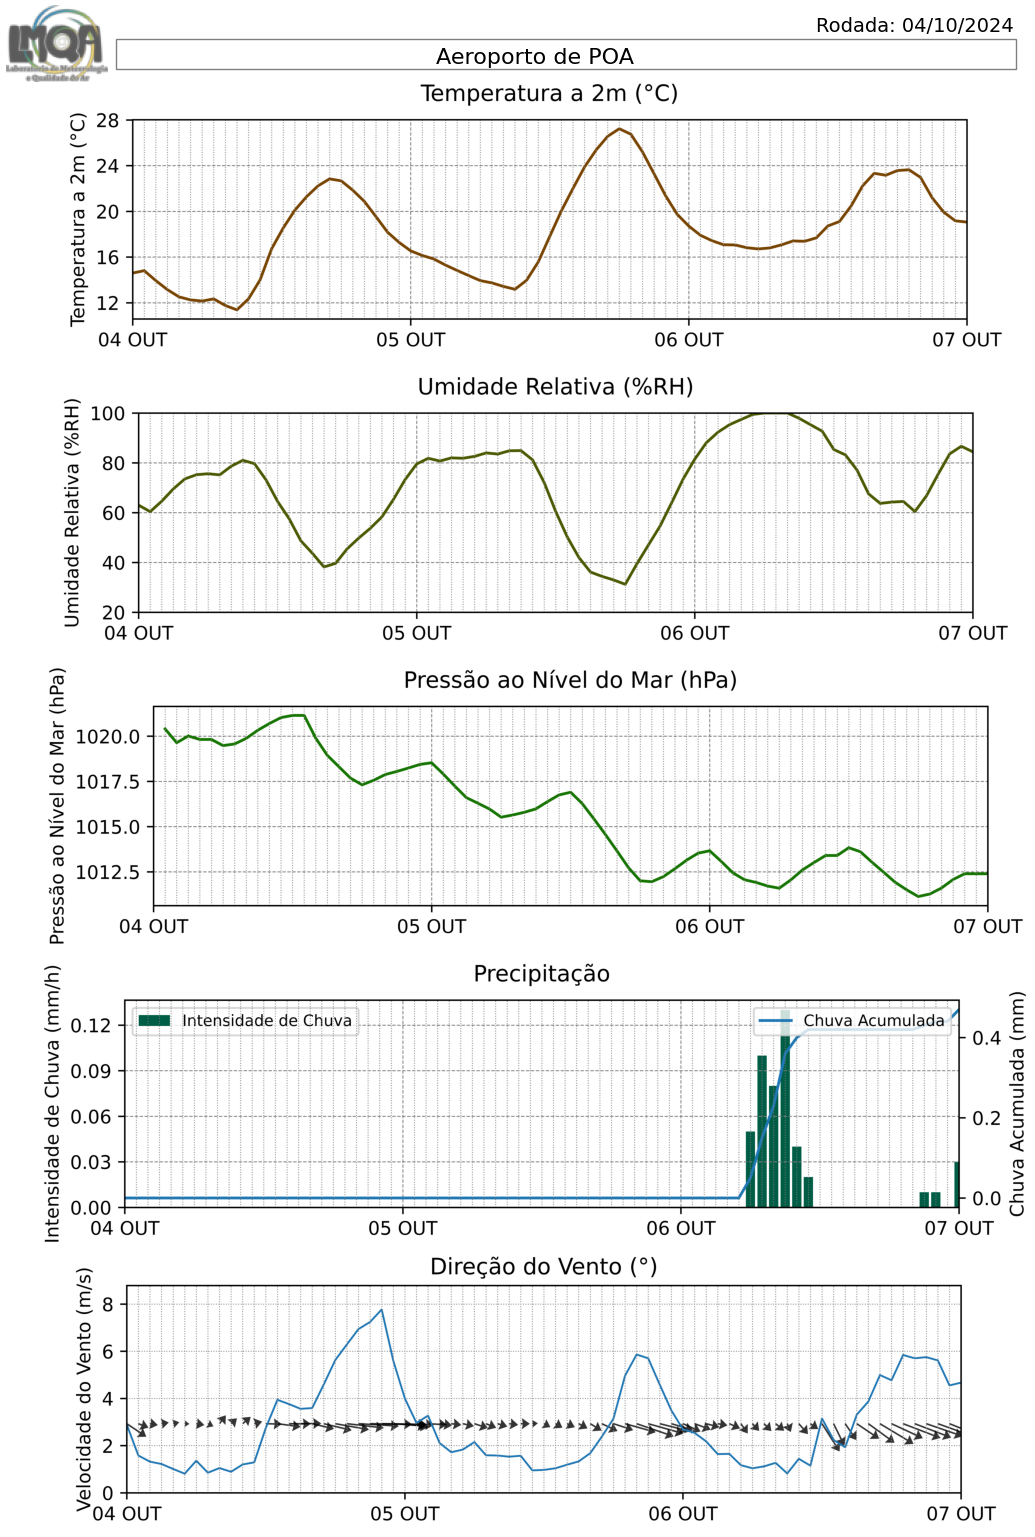 LMQA
Laboratório de Meteorologia
e Qualidade do Ar
Rodada: 04/10/2024
Aeroporto de POA
Temperatura a 2m (°C)
Temperatura a 2m (°C)
28
24
20
16
12
04 OUT 05 OUT 06 OUT 07 OUT
Umidade Relativa (%RH)
Umidade Relativa (%RH)
100
80
60
40
20
04 OUT 05 OUT 06 OUT 07 OUT
Pressão ao Nível do Mar (hPa)
Pressão ao Nível do Mar (hPa)
1020.0
1017.5
1015.0
1012.5
04 OUT 05 OUT 06 OUT 07 OUT
Precipitação
Intensidade de Chuva (mm/h)
Intensidade de Chuva
Chuva Acumulada
0.12
0.09
0.06
0.03
0.00
0.4
0.2
0.0
Chuva Acumulada (mm)
04 OUT 05 OUT 06 OUT 07 OUT
Direção do Vento (°)
Velocidade do Vento (m/s)
8
6
4
2
0
04 OUT 05 OUT 06 OUT 07 OUT